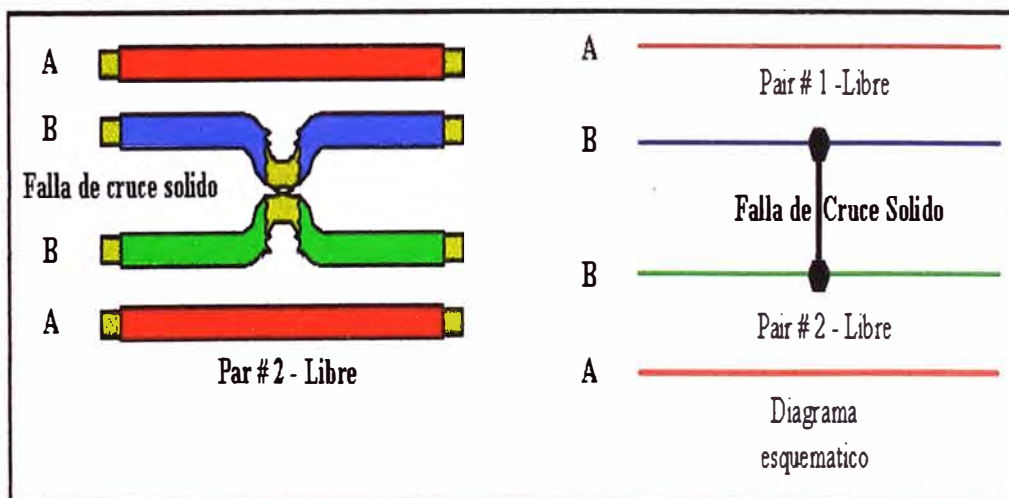 A
B
Falla de cruce solido
B
A
Par # 2 - Libre
A
Pair # 1 -Libre
B
Falla de Cruce Solido
B
Pair # 2 - Libre
A
Diagrama
esquematico